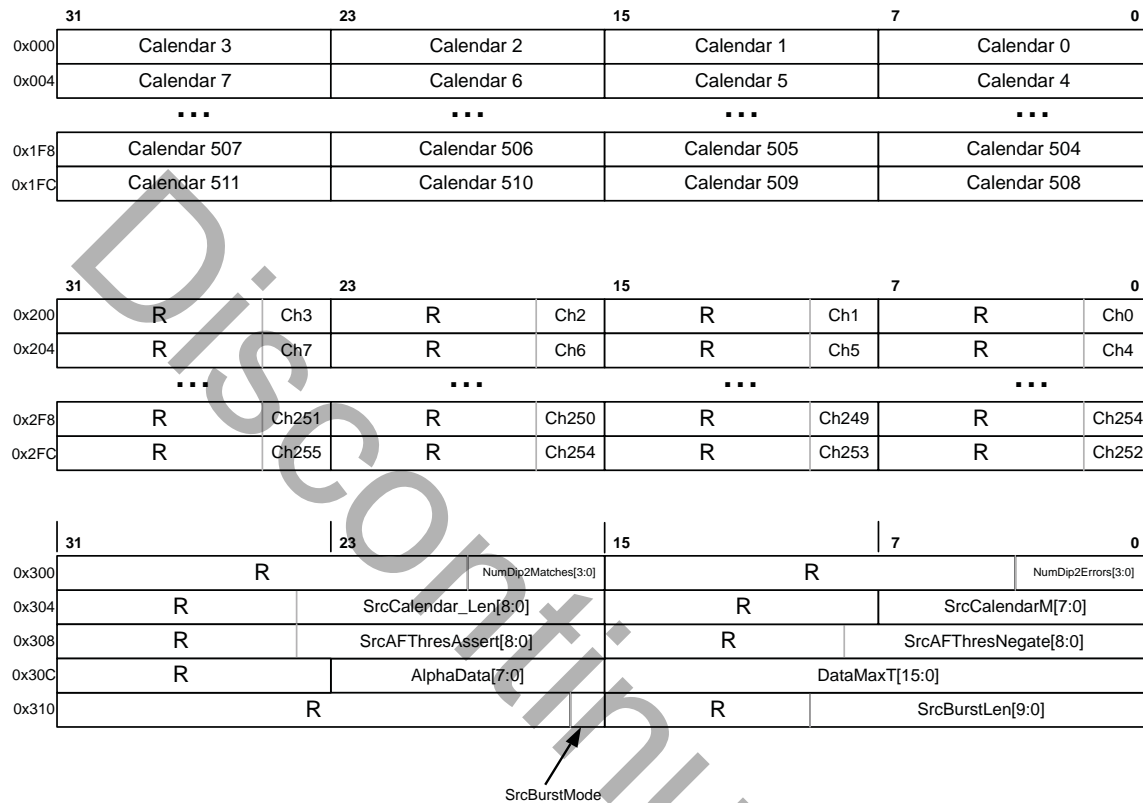 31 23 15 7 0
0x000 Calendar 3 Calendar 2 Calendar 1 Calendar 0
0x004 Calendar 7 Calendar 6 Calendar 5 Calendar 4
... ... ... ...
0x1F8 Calendar 507 Calendar 506 Calendar 505 Calendar 504
0x1FC Calendar 511 Calendar 510 Calendar 509 Calendar 508
31 23 15 7 0
0x200 R Ch3 R Ch2 R Ch1 R Ch0
0x204 R Ch7 R Ch6 R Ch5 R Ch4
... ... ... ...
0x2F8 R Ch251 R Ch250 R Ch249 R Ch254
0x2FC R Ch255 R Ch254 R Ch253 R Ch252
31 23 15 7 0
0x300 R NumDip2Matches[3:0] R NumDip2Errors[3:0]
0x304 R SrcCalendar_Len[8:0] R SrcCalendarM[7:0]
0x308 R SrcAFThresAssert[8:0] R SrcAFThresNegate[8:0]
0x30C R AlphaData[7:0] DataMaxT[15:0]
0x310 R R SrcBurstLen[9:0]
SrcBurstMode
Discontinu